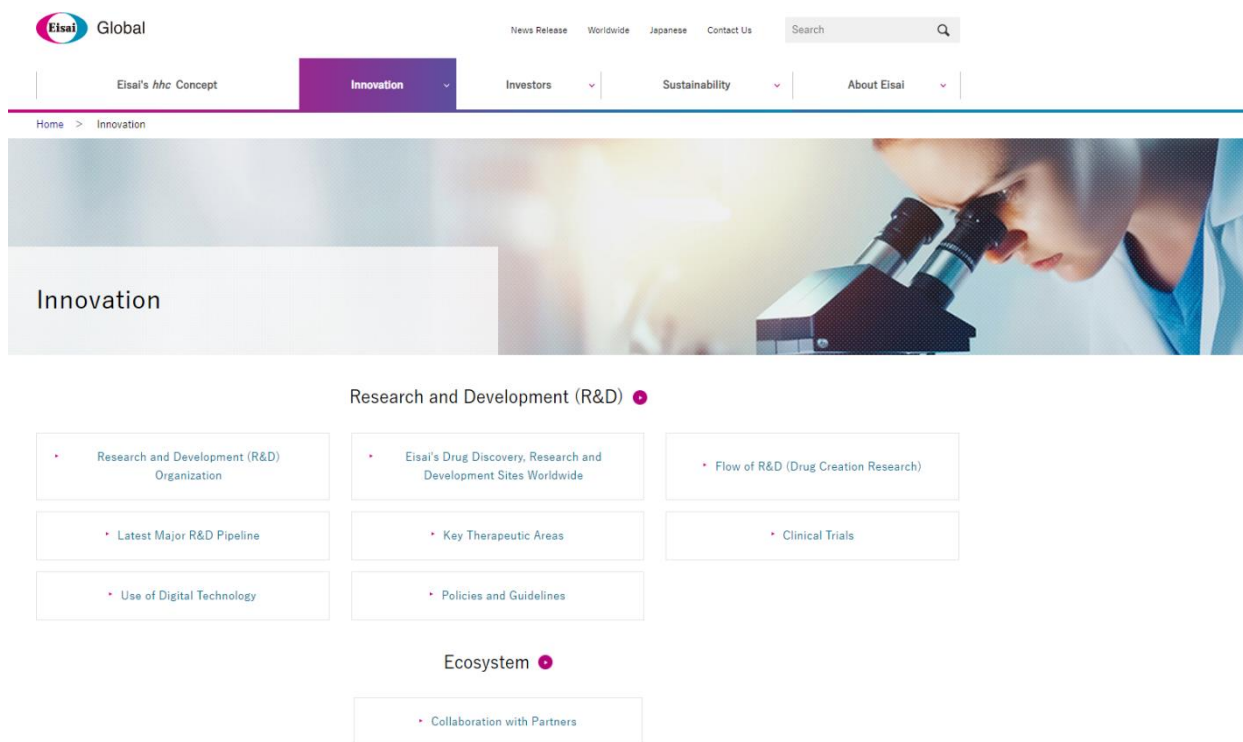 Eisai Global
News Release Worldwide Japanese Contact Us Search
Eisai's hhc Concept Innovation Investors Sustainability About Eisai
Home > Innovation
Innovation
Research and Development (R&D)
Research and Development (R&D)
Organization
Eisai's Drug Discovery, Research and
Development Sites Worldwide
Flow of R&D (Drug Creation Research)
Latest Major R&D Pipeline
Key Therapeutic Areas
Clinical Trials
Use of Digital Technology
Policies and Guidelines
Ecosystem
Collaboration with Partners